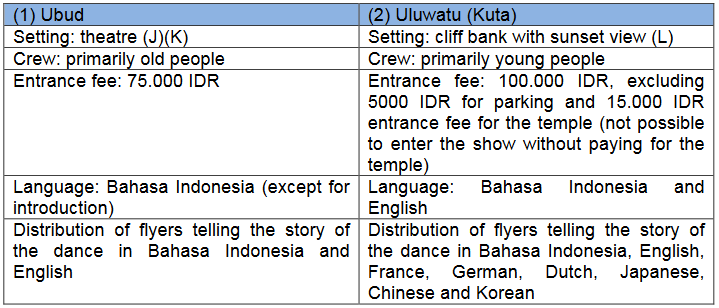 (1) Ubud
(2) Uluwatu (Kuta)
Setting: theatre (J)(K)
Setting: cliff bank with sunset view (L)
Crew: primarily old people
Crew: primarily young people
Entrance fee: 75.000 IDR
Entrance fee: 100.000 IDR, excluding
5000 IDR for parking and 15.000 IDR
entrance fee for the temple (not possible
to enter the show without paying for the
temple)
Language: Bahasa Indonesia (except for
introduction)
Language: Bahasa Indonesia and
English
Distribution of flyers telling the story of
the dance in Bahasa Indonesia and
English
Distribution of flyers telling the story of
the dance in Bahasa Indonesia, English,
France, German, Dutch, Japanese,
Chinese and Korean